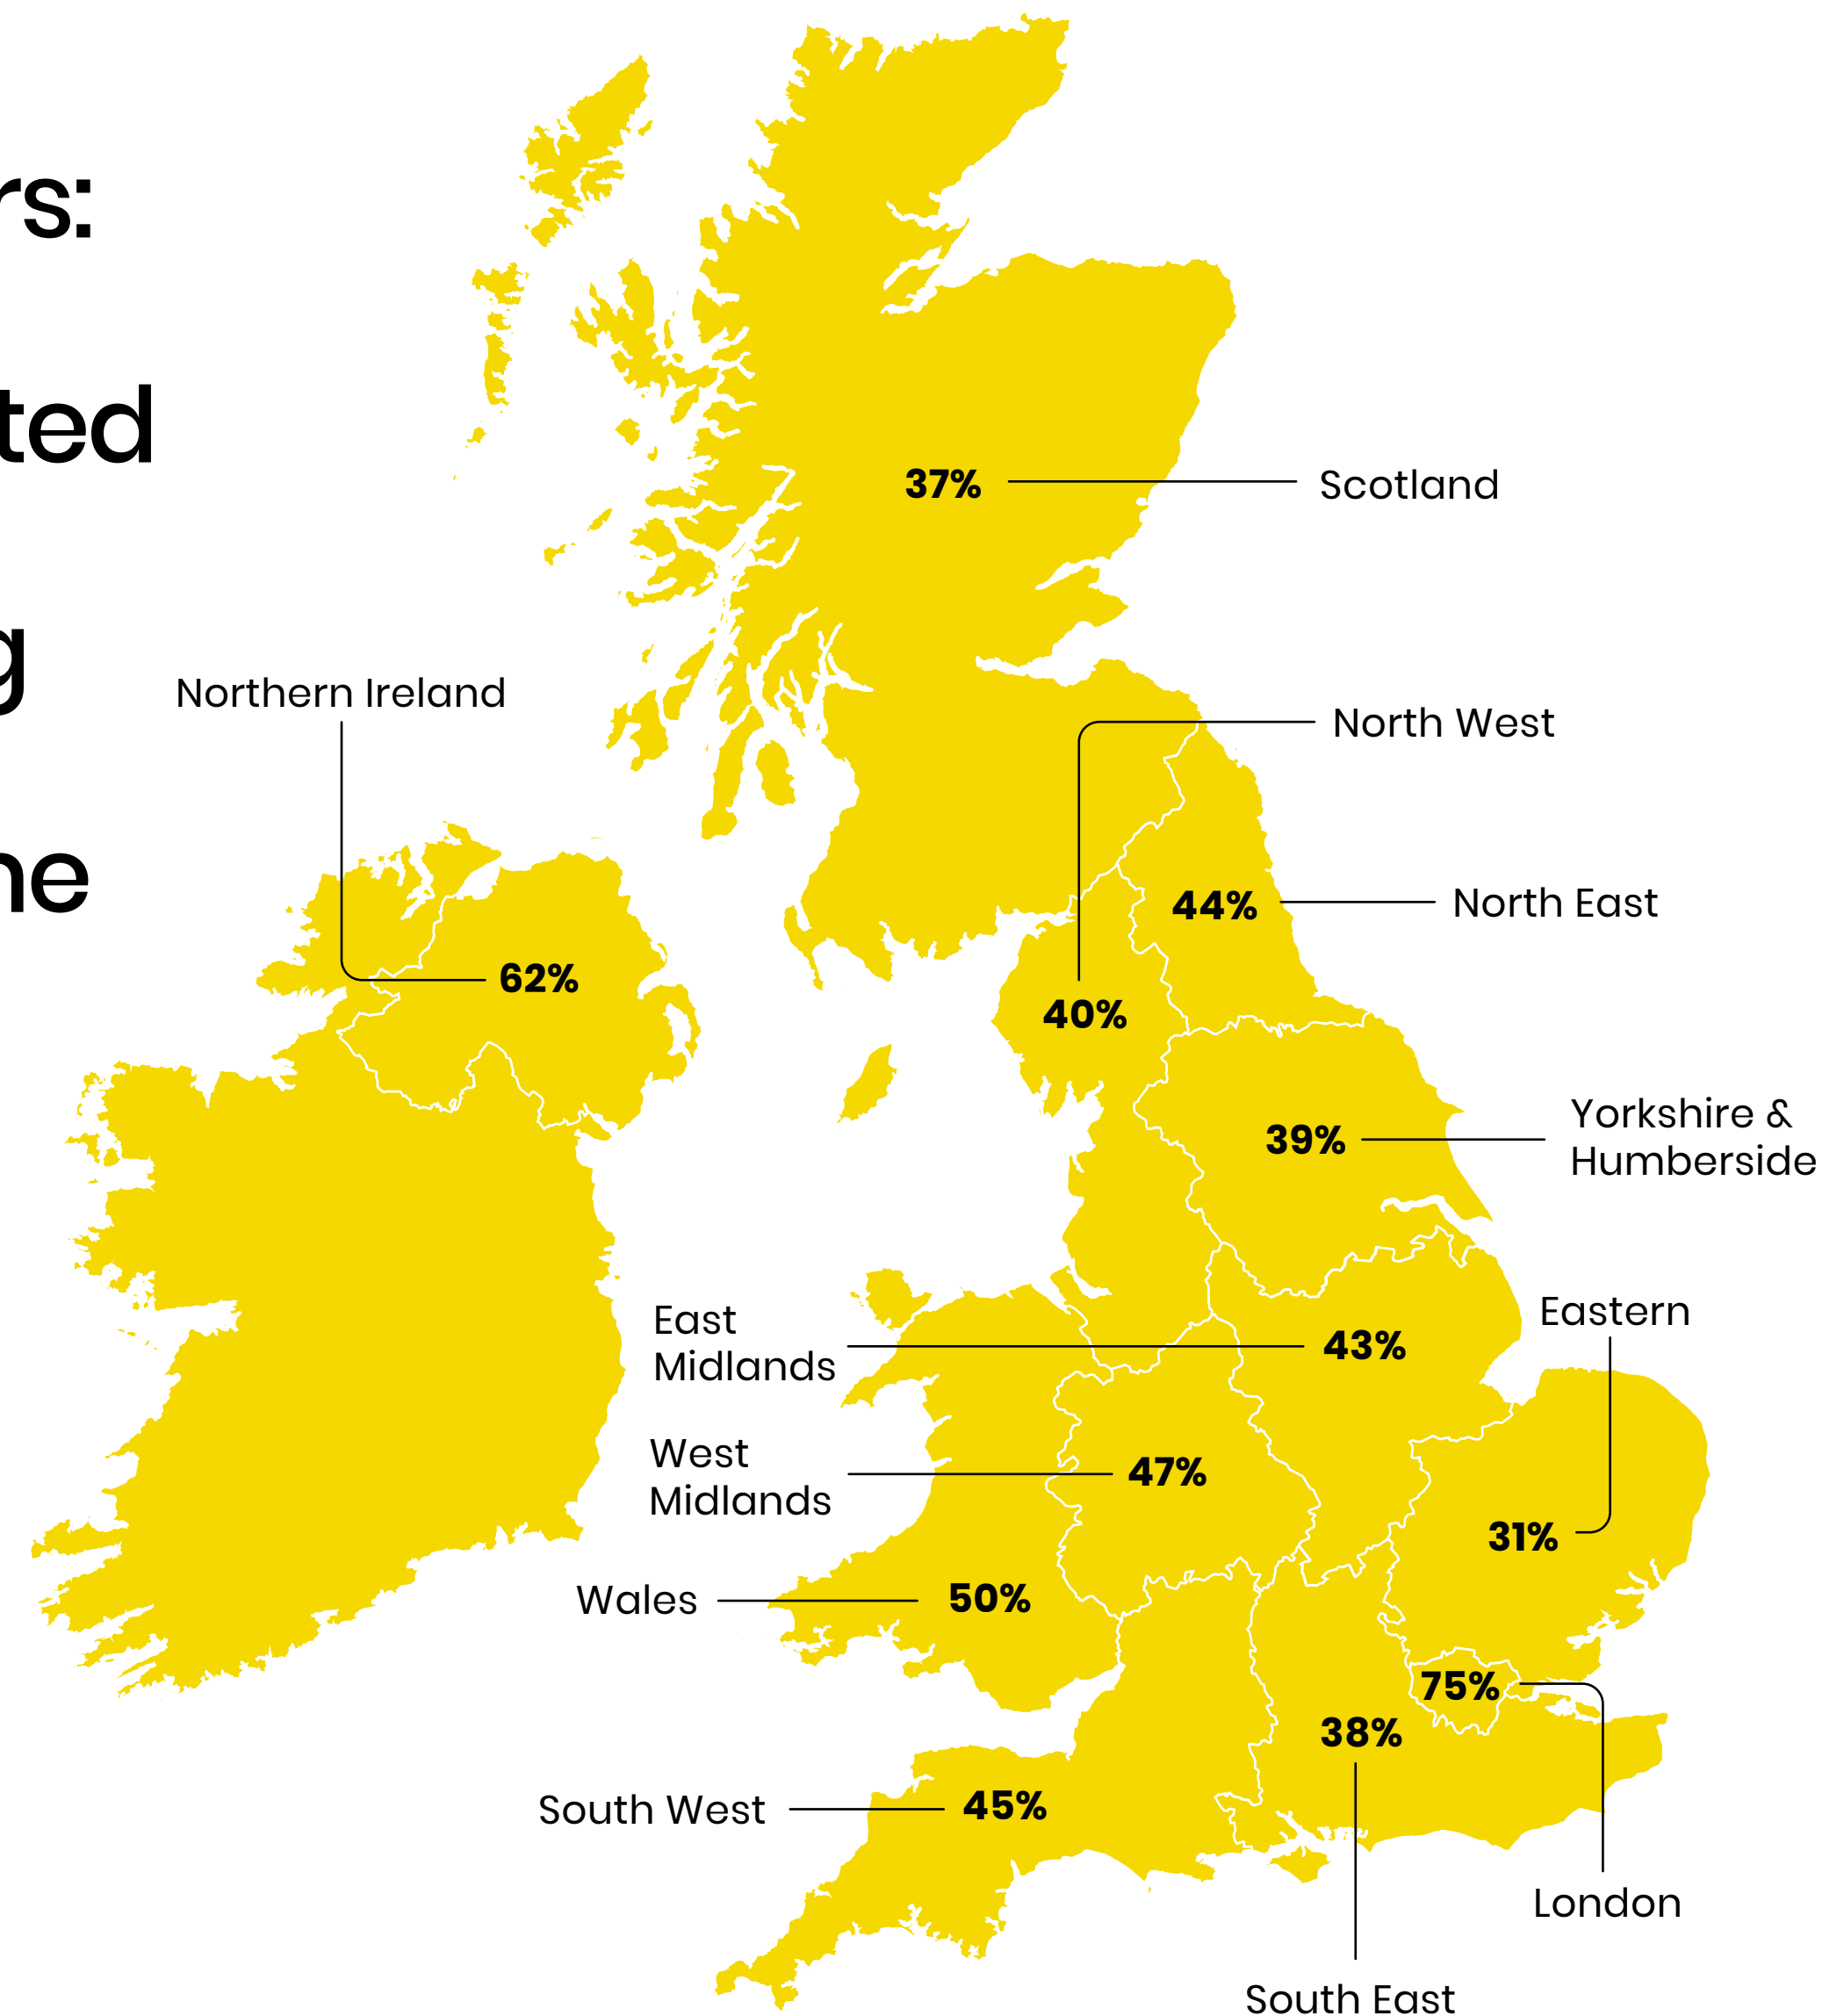 rs:
ted
g
ne
37%
Scotland
Northern Ireland
North West
44%
North East
62%
40%
Yorkshire &
Humberside
39%
East
Midlands
43%
Eastern
West
Midlands
47%
31%
Wales
50%
75%
38%
South West
45%
London
South East